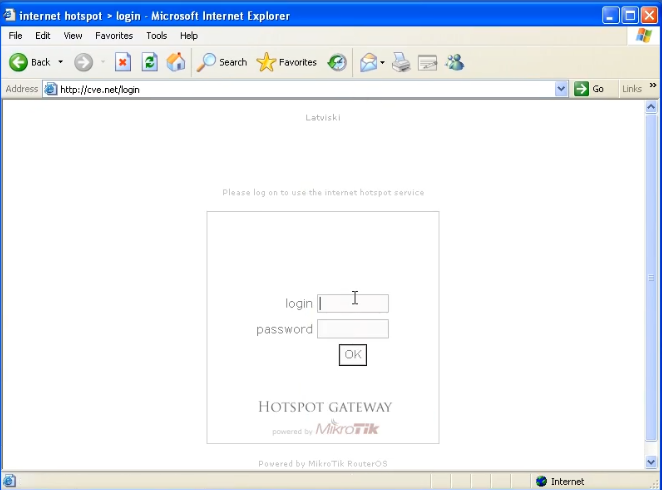 internet hotspot > login - Microsoft Internet Explorer
File Edit View Favorites Tools Help
Back Search Favorites
Address http://cve.net/login Go Links »
Latviski
Please log on to use the internet hotspot service
login
password
OK
HOTSPOT GATEWAY
powered by MikroTik
Powered by MikroTik RouterOS
Internet